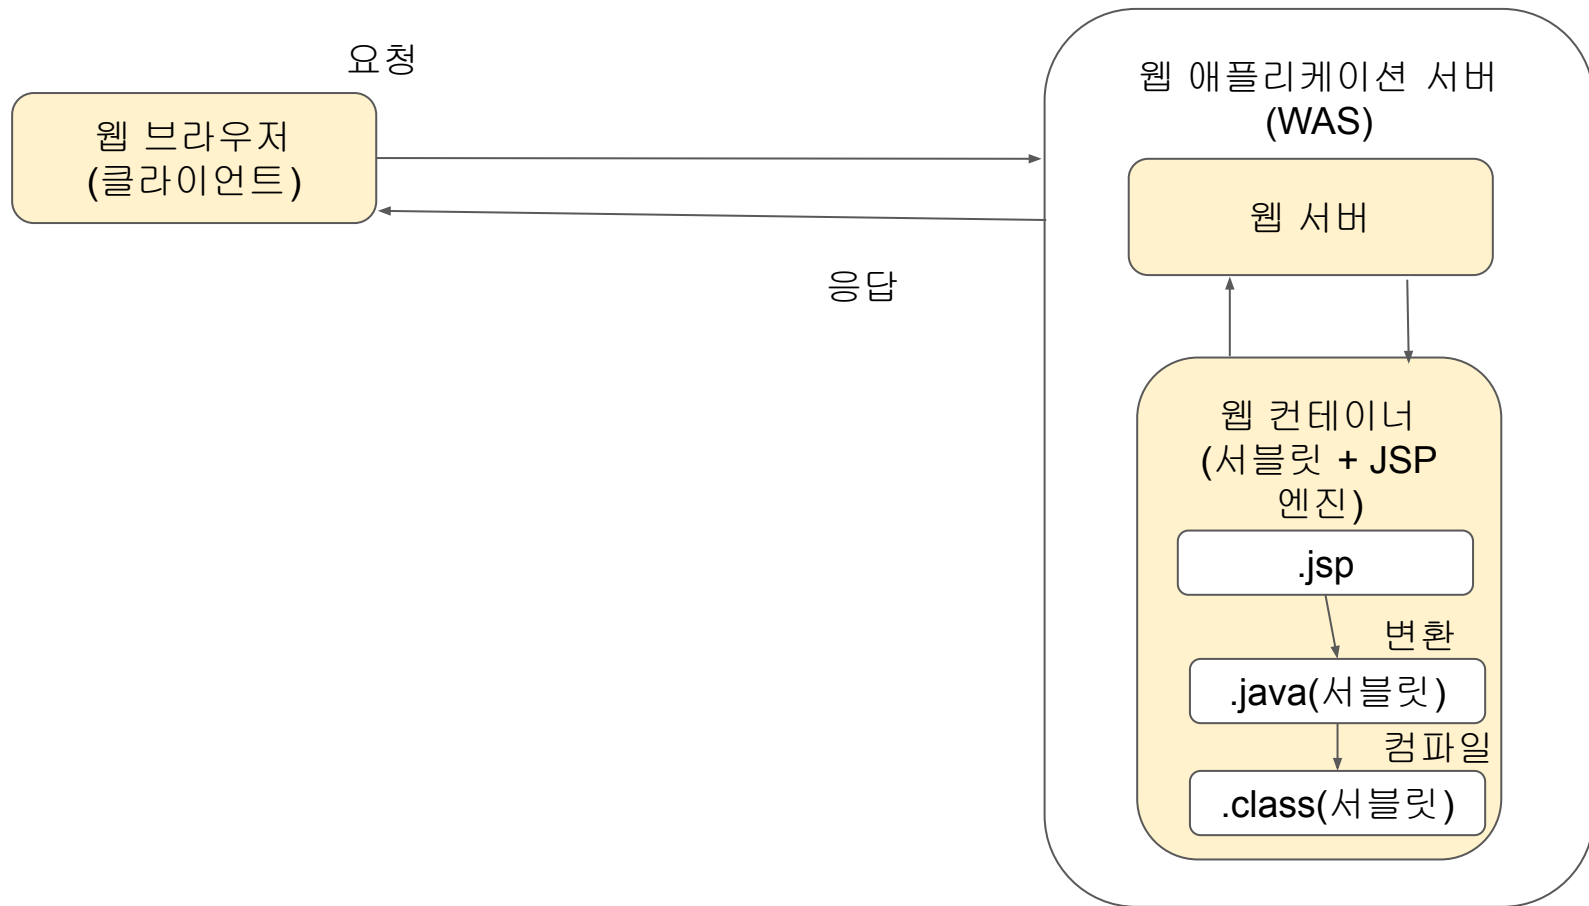 요청
웹 브라우저
(클라이언트)
응답
웹 애플리케이션 서버
(WAS)
웹 서버
웹 컨테이너
(서블릿 + JSP
엔진)
.jsp
변환
.java(서블릿)
컴파일
.class(서블릿)